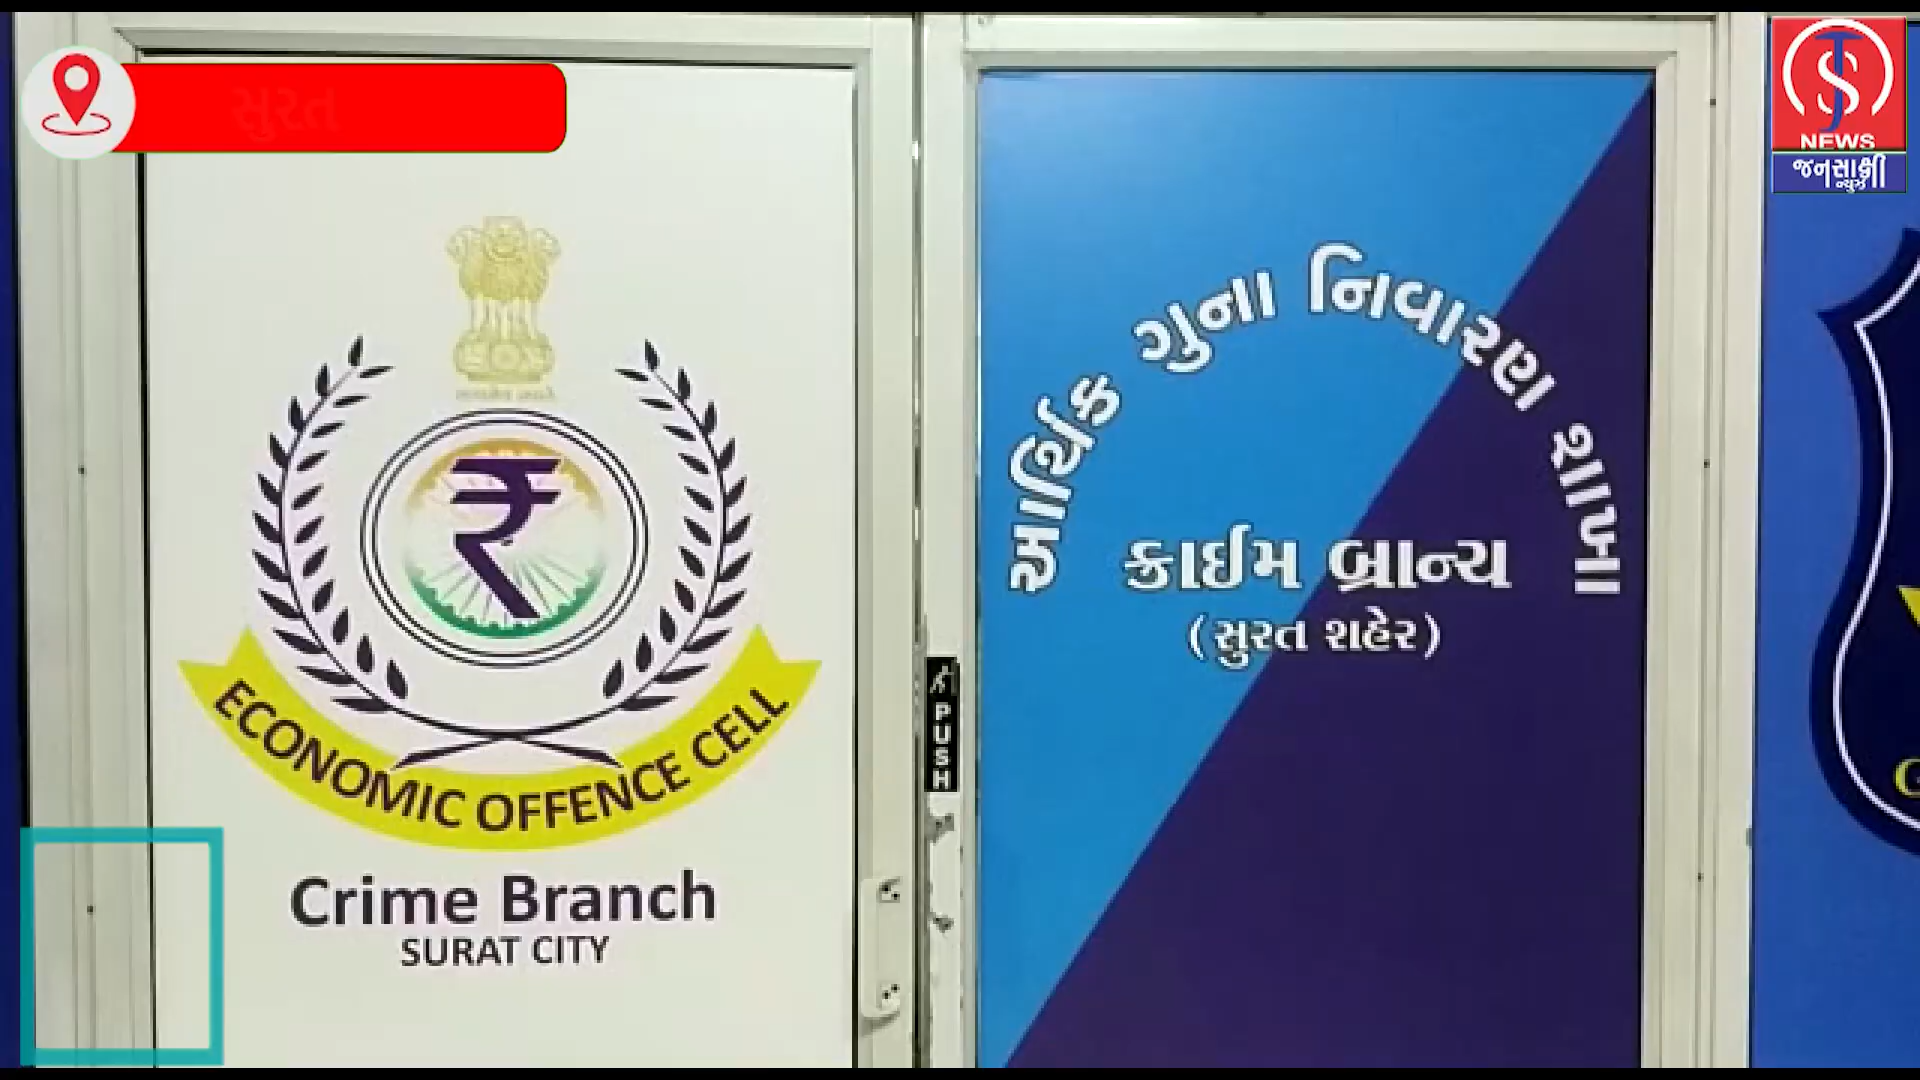 સુરત
NEWS
જનસાક્ષી
ન્યુઝ
ECONOMIC OFFENCE CELL
Crime Branch
SURAT CITY
PUSH
આર્થિક ગુના નિવારણ શાખા
ક્રાઈમ બ્રાન્ચ
(સુરત શહેર)